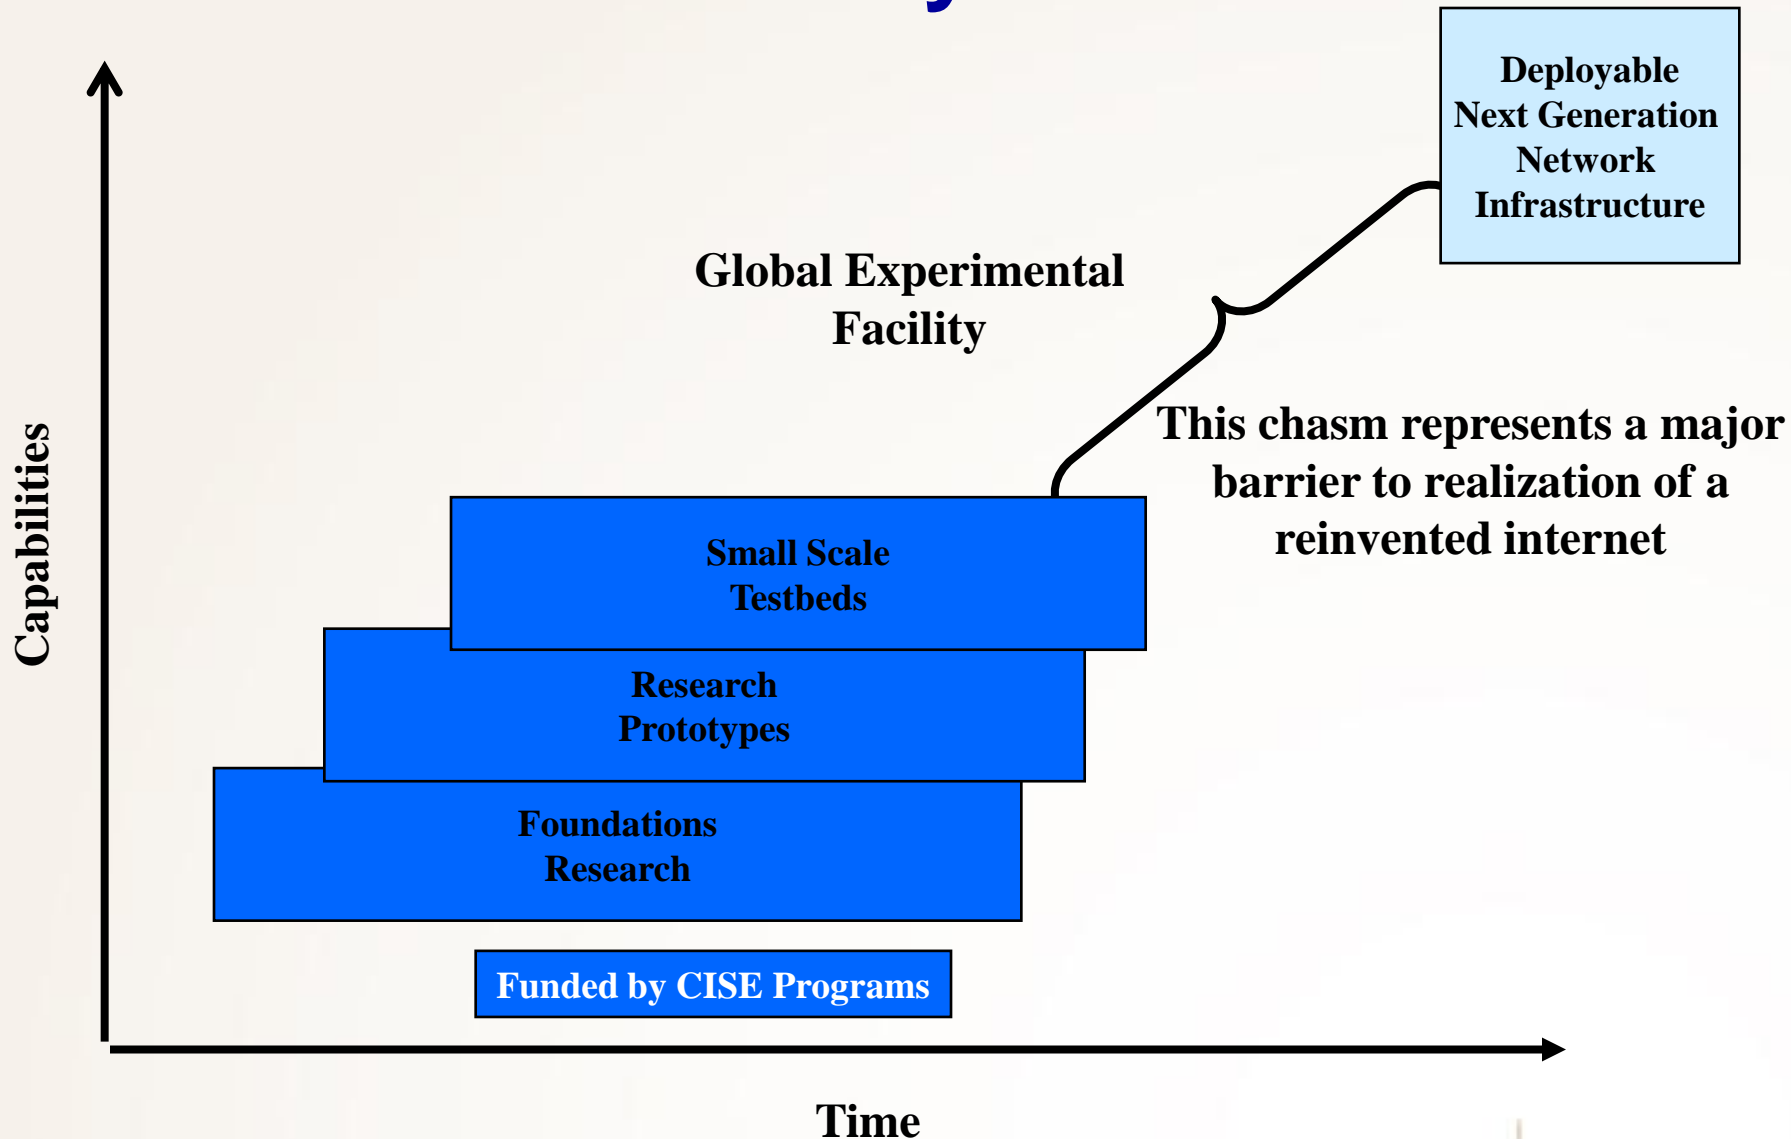 Deployable
Next Generation
Network
Infrastructure
Global Experimental
Facility
This chasm represents a major
barrier to realization of a
reinvented internet
Capabilities
Small Scale
Testbeds
Research
Prototypes
Foundations
Research
Funded by CISE Programs
Time